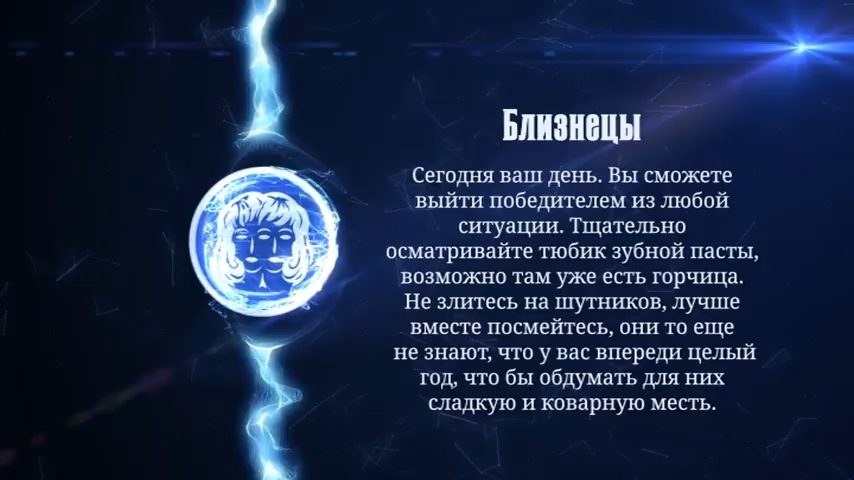 Близнецы
Сегодня ваш день. Вы сможете
выйти победителем из любой
ситуации. Тщательно
осматривайте тюбик зубной пасты,
возможно там уже есть горчица.
Не злитесь на шутников, лучше
вместе посмейтесь, они то еще
не знают, что у вас впереди целый
год, что бы обдумать для них
сладкую и коварную месть.